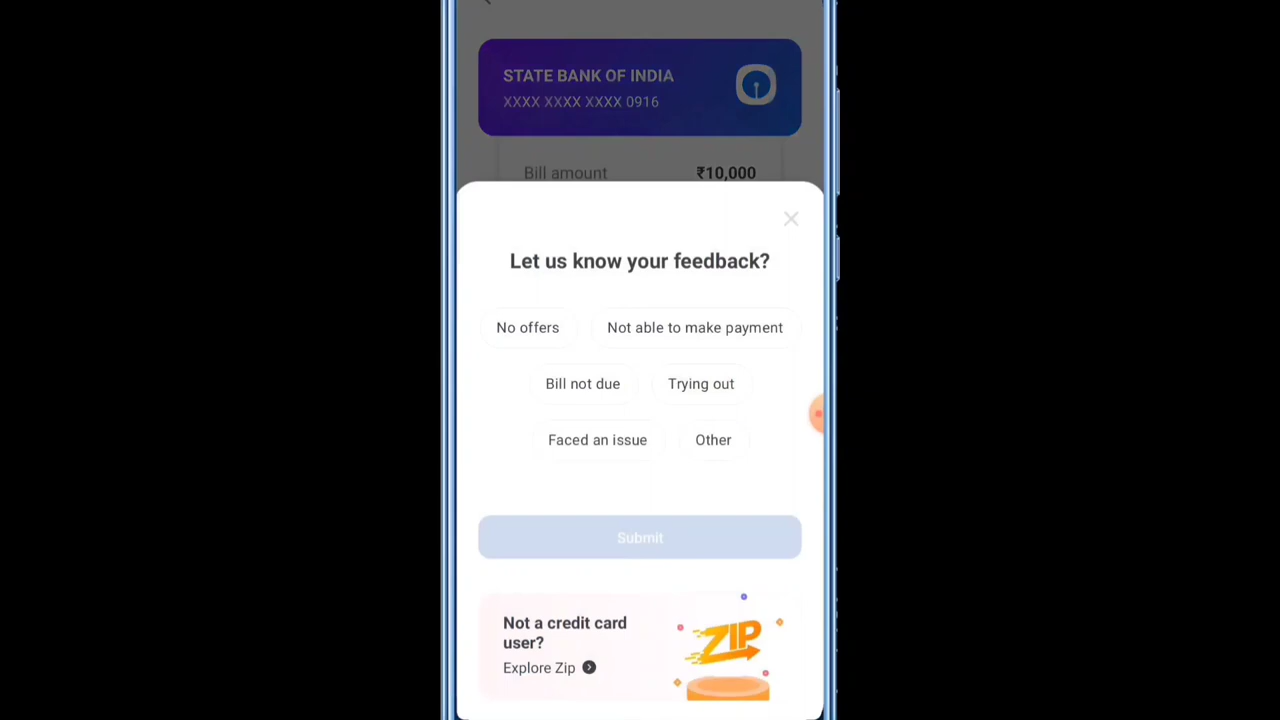 STATE BANK OF INDIA
XXXX XXXX XXXX 0916
Bill amount ₹10,000
Let us know your feedback?
No offers Not able to make payment
Bill not due Trying out
Faced an issue Other
Submit
Not a credit card
user?
Explore Zip
ZIP